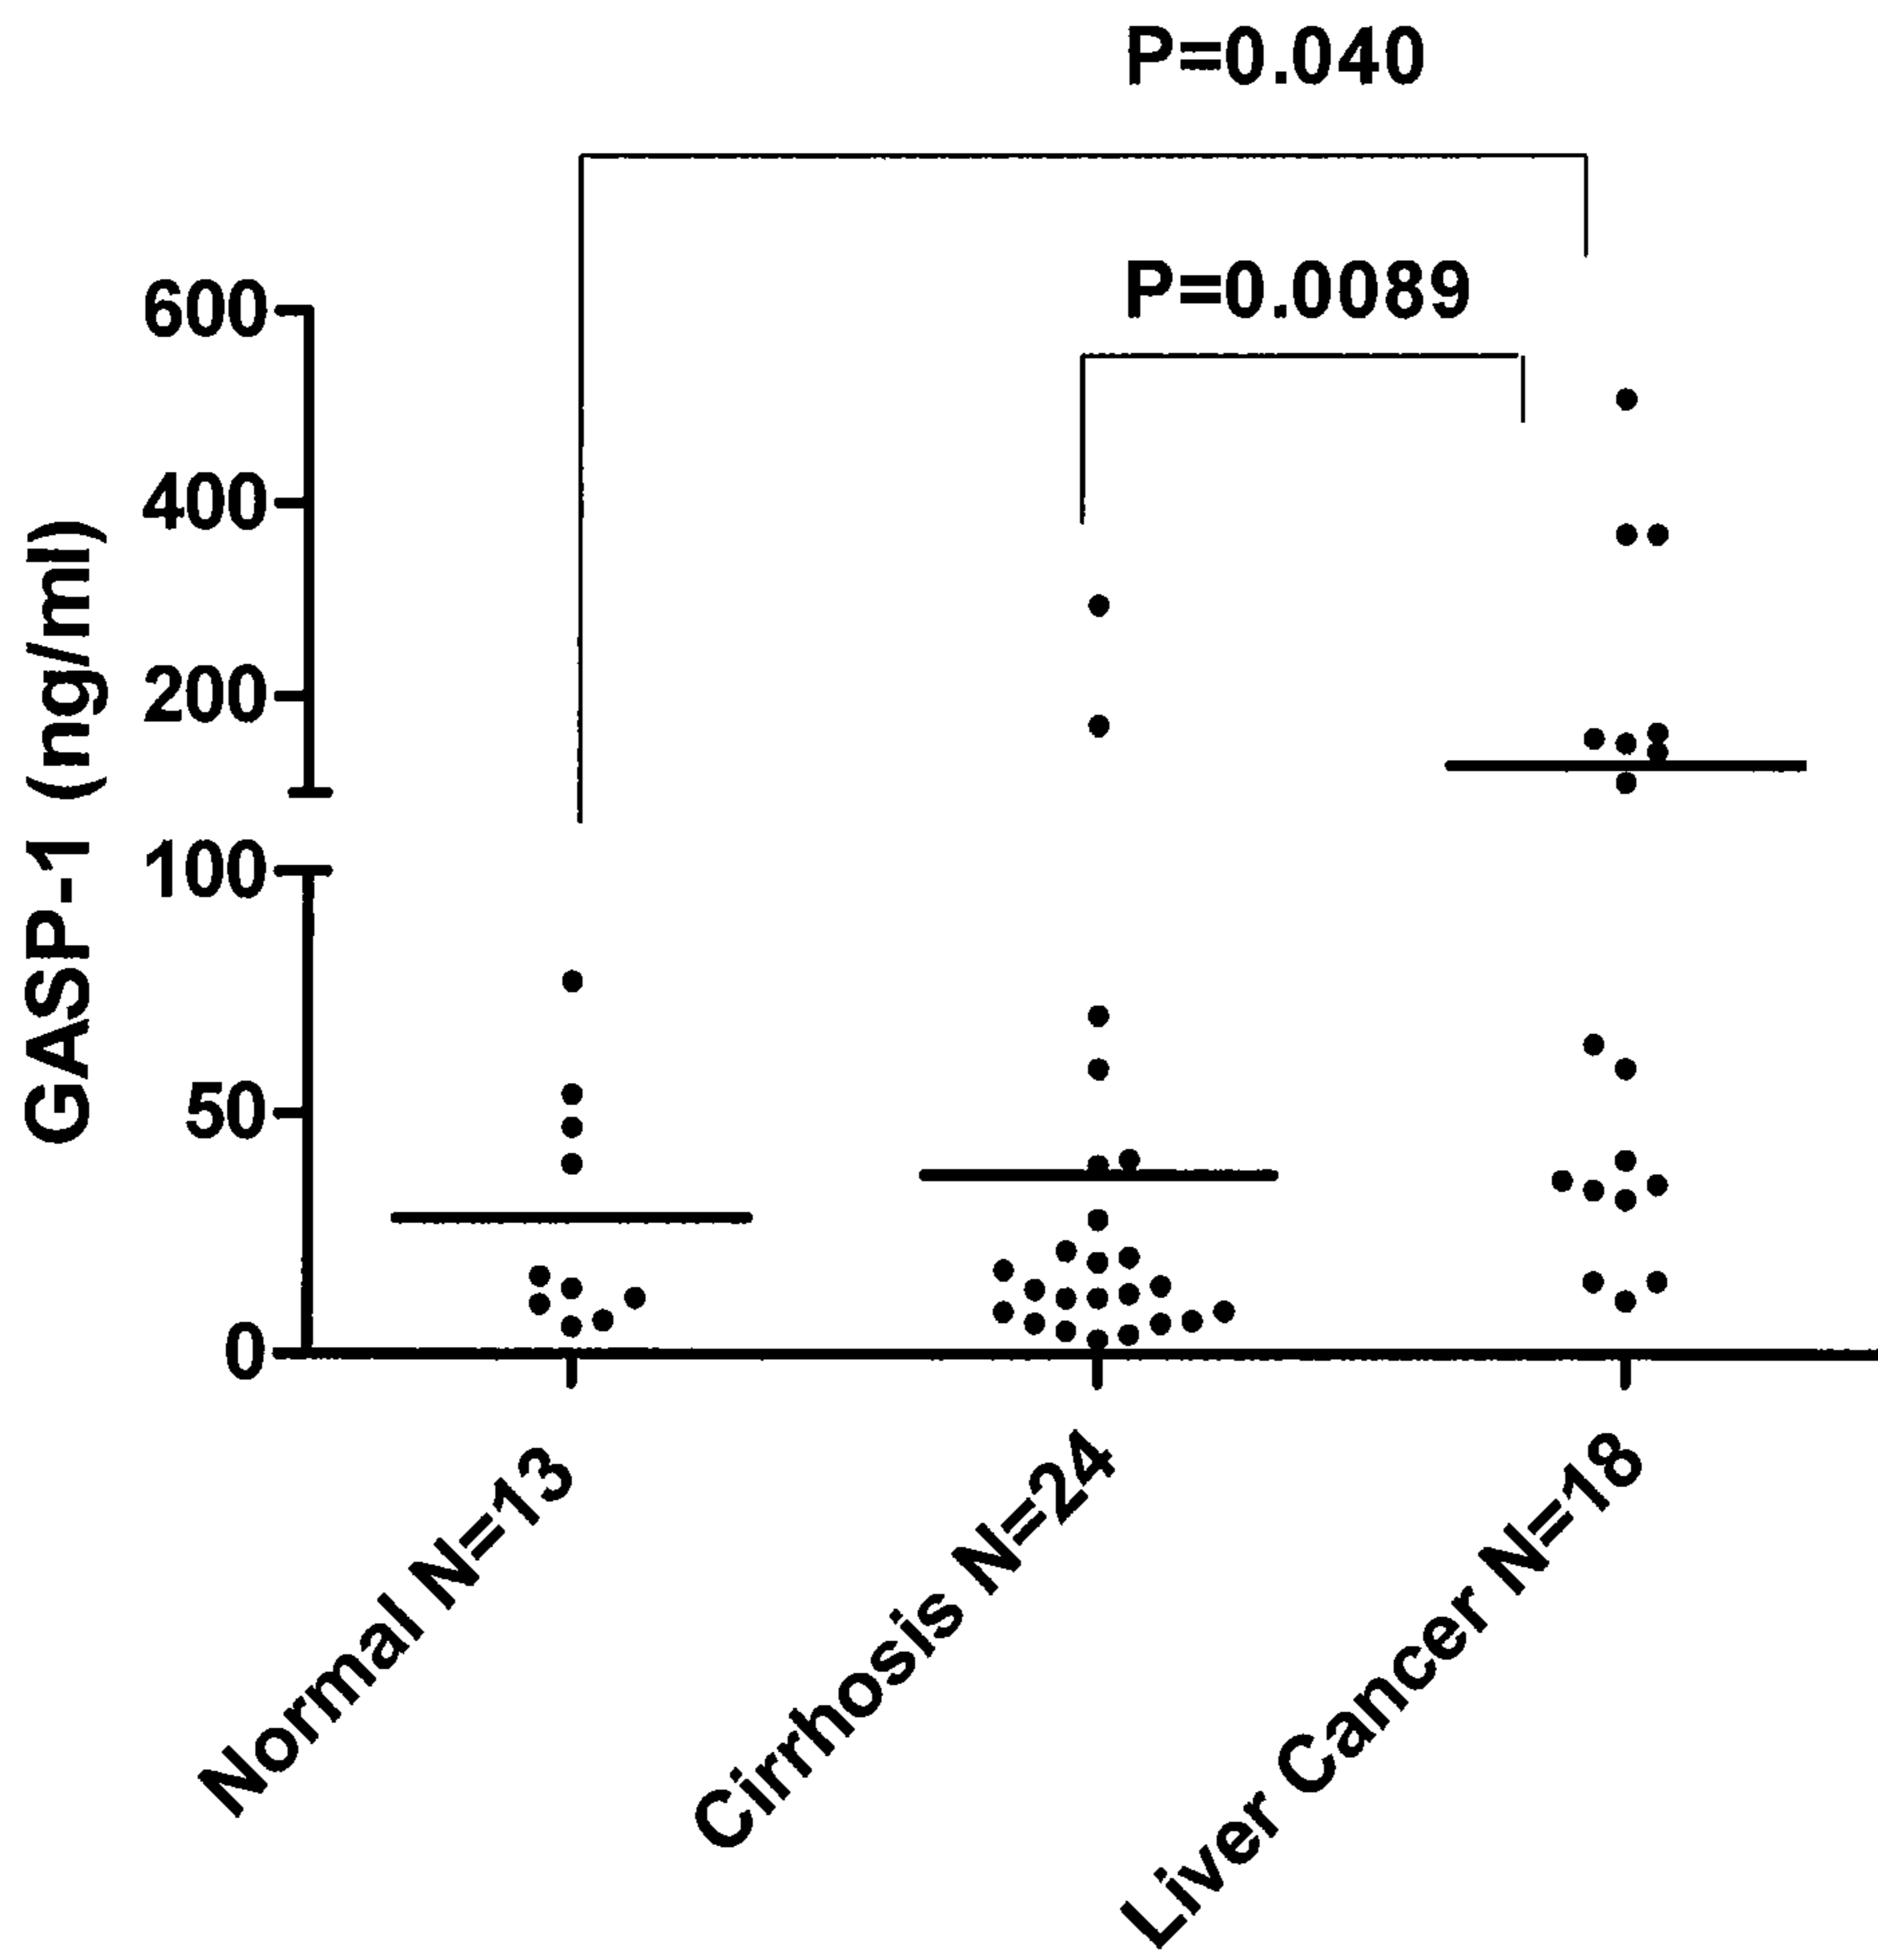 P=0.040
P=0.0089
600
400
200
100
50
0
GASP-1 (ng/ml)
Normal N=13
Cirrhosis N=24
Liver Cancer N=18